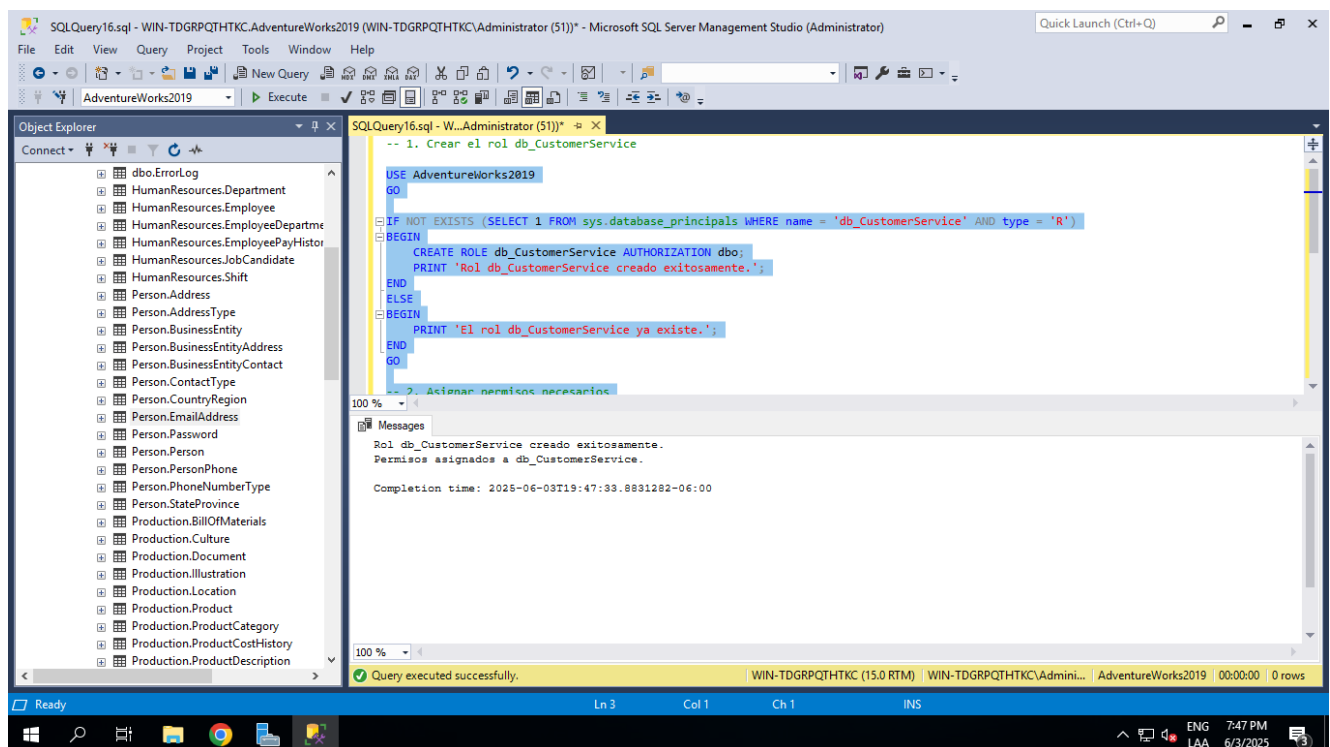 SQLQuery16.sql - WIN-TDGRPQTHTKC.AdventureWorks2019 (WIN-TDGRPQTHTKC\Administrator (51))* - Microsoft SQL Server Management Studio (Administrator)
Quick Launch (Ctrl+Q)
File Edit View Query Project Tools Window Help
New Query
MDX DMX XMLA DAX
AdventureWorks2019
Execute
Object Explorer
Connect
dbo.ErrorLog
HumanResources.Department
HumanResources.Employee
HumanResources.EmployeeDepartme
HumanResources.EmployeePayHistor
HumanResources.JobCandidate
HumanResources.Shift
Person.Address
Person.AddressType
Person.BusinessEntity
Person.BusinessEntityAddress
Person.BusinessEntityContact
Person.ContactType
Person.CountryRegion
Person.EmailAddress
Person.Password
Person.Person
Person.PersonPhone
Person.PhoneNumberType
Person.StateProvince
Production.BillOfMaterials
Production.Culture
Production.Document
Production.Illustration
Production.Location
Production.Product
Production.ProductCategory
Production.ProductCostHistory
Production.ProductDescription
SQLQuery16.sql - W...Administrator (51))*
-- 1. Crear el rol db_CustomerService
USE AdventureWorks2019
GO
IF NOT EXISTS (SELECT 1 FROM sys.database_principals WHERE name = 'db_CustomerService' AND type = 'R')
BEGIN
CREATE ROLE db_CustomerService AUTHORIZATION dbo;
PRINT 'Rol db_CustomerService creado exitosamente.';
END
ELSE
BEGIN
PRINT 'El rol db_CustomerService ya existe.';
END
GO
-- 2. Asignar permisos necesarios
100 %
Messages
Rol db_CustomerService creado exitosamente.
Permisos asignados a db_CustomerService.
Completion time: 2025-06-03T19:47:33.8831282-06:00
100 %
Query executed successfully.
WIN-TDGRPQTHTKC (15.0 RTM)
WIN-TDGRPQTHTKC\Admini...
AdventureWorks2019
00:00:00
0 rows
Ready
Ln 3
Col 1
Ch 1
INS
ENG
LAA
7:47 PM
6/3/2025
3